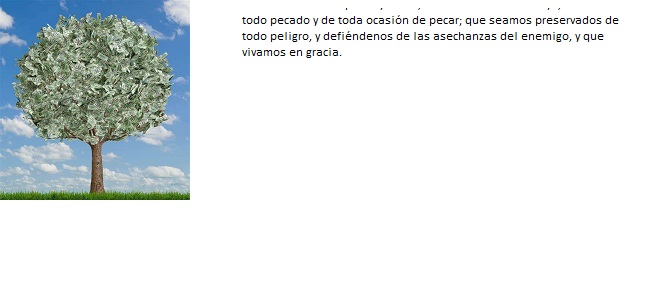 todo pecado y de toda ocasión de pecar; que seamos preservados de
todo peligro, y defiéndenos de las asechanzas del enemigo, y que
vivamos en gracia.